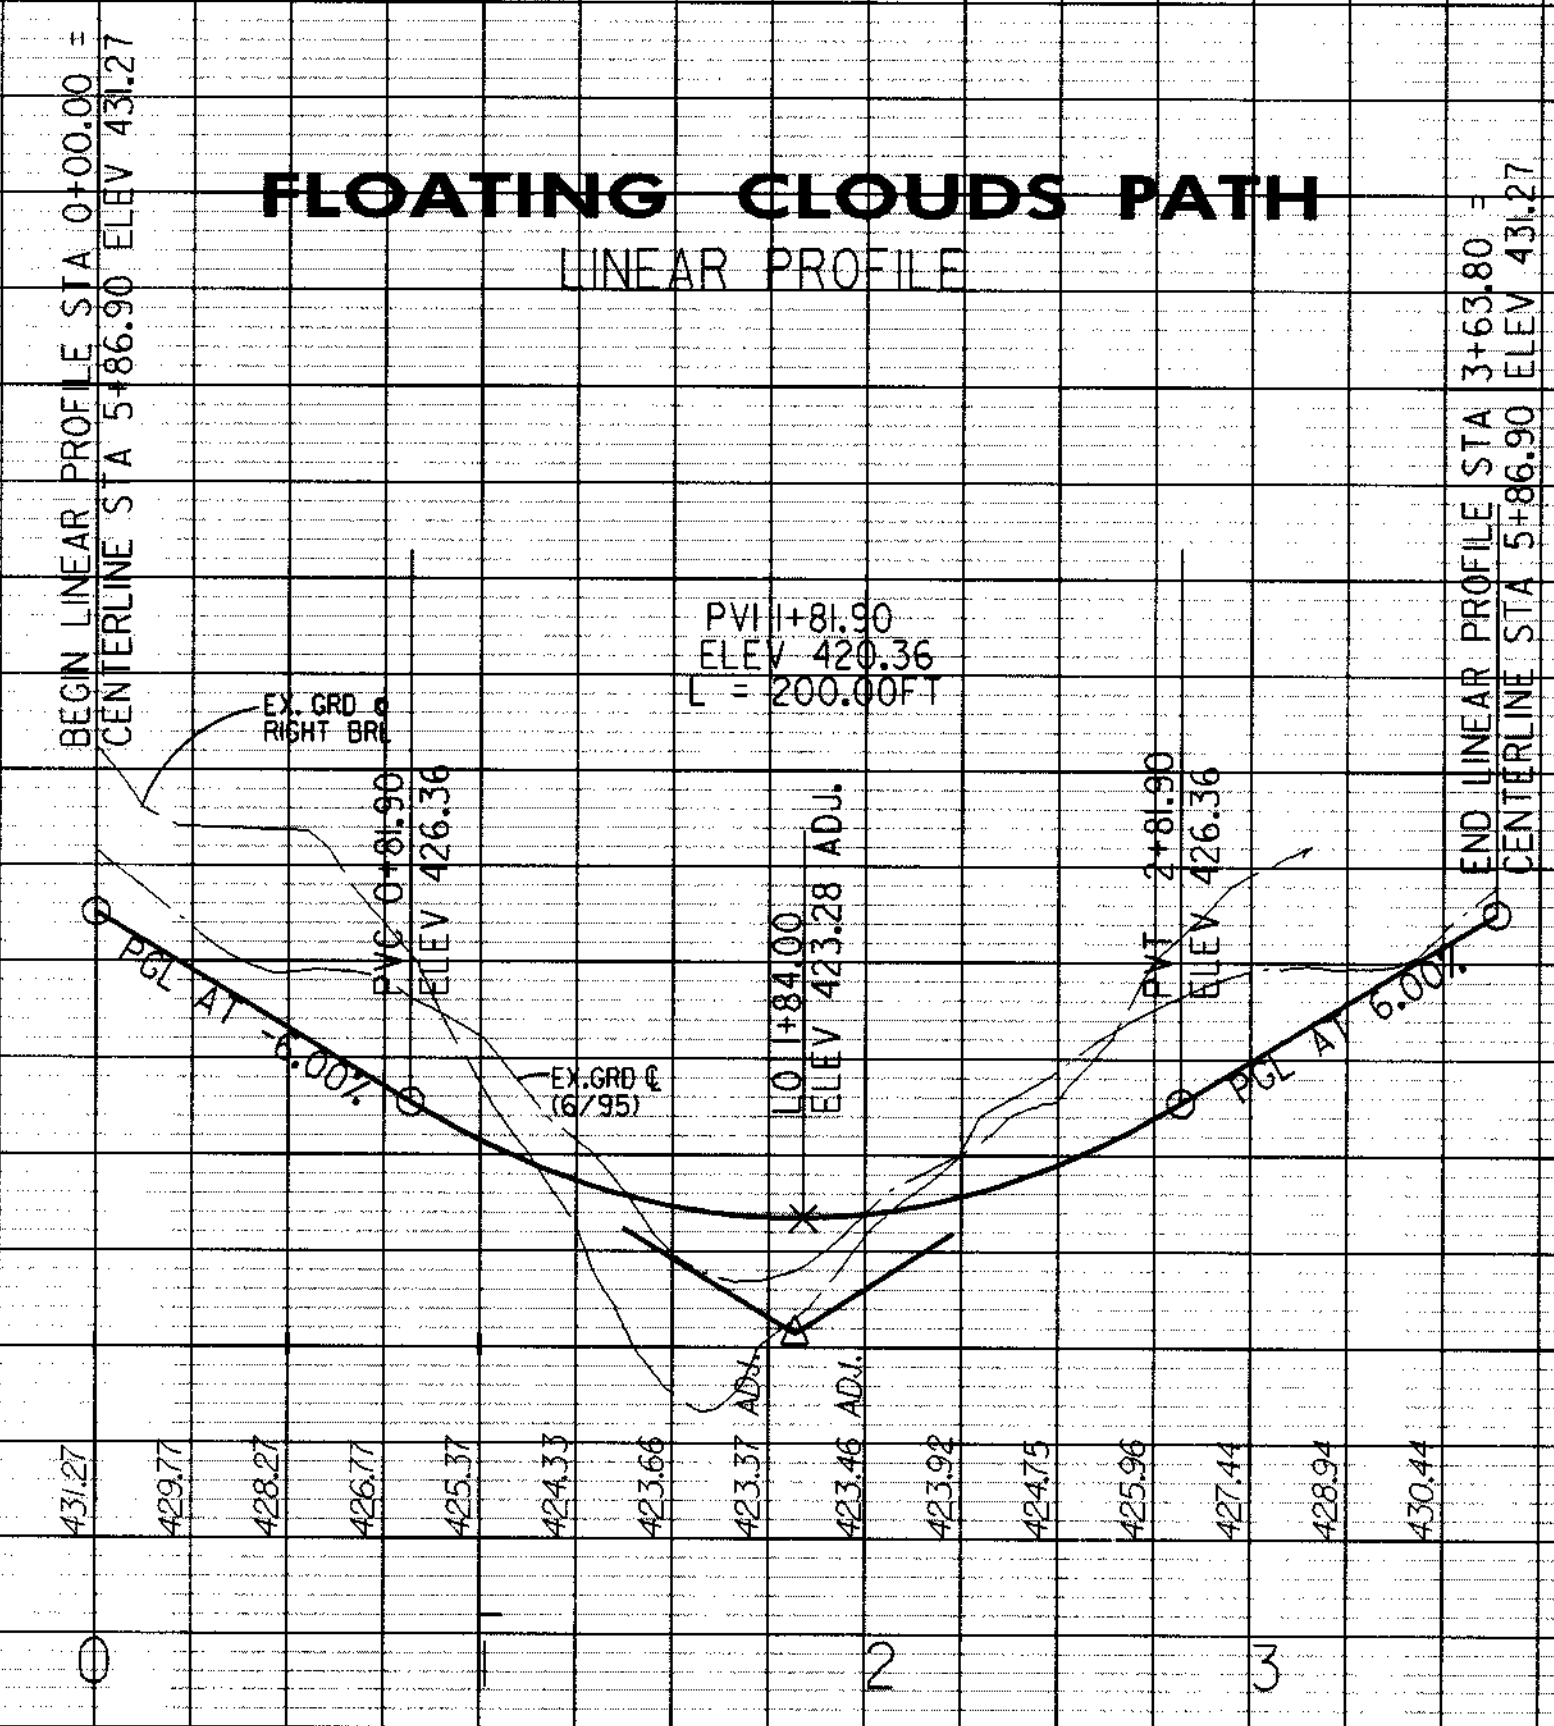 FLOATING CLOUDS PATH
LINEAR PROFILE
BEGIN LINEAR PROFILE STA 0+00.00 =
CENTERLINE STA 5+86.90 ELEV 431.27
EX. GRD @
RIGHT BRL
PVC 0+81.90
ELEV 426.36
PVI 1+81.90
ELEV 420.36
L = 200.00FT
LO 1+84.00
ELEV 423.28 ADJ.
PVT 2+81.90
ELEV 426.36
END LINEAR PROFILE STA 3+63.80 =
CENTERLINE STA 5+86.90 ELEV 431.27
PGL AT -6.00%
EX.GRD ℄
(6/95)
PGL AT 6.00%
431.27
429.77
428.27
426.77
425.37
424.33
423.66
423.37 ADJ.
423.46 ADJ.
423.92
424.75
425.96
427.44
428.94
430.44
0 1 2 3